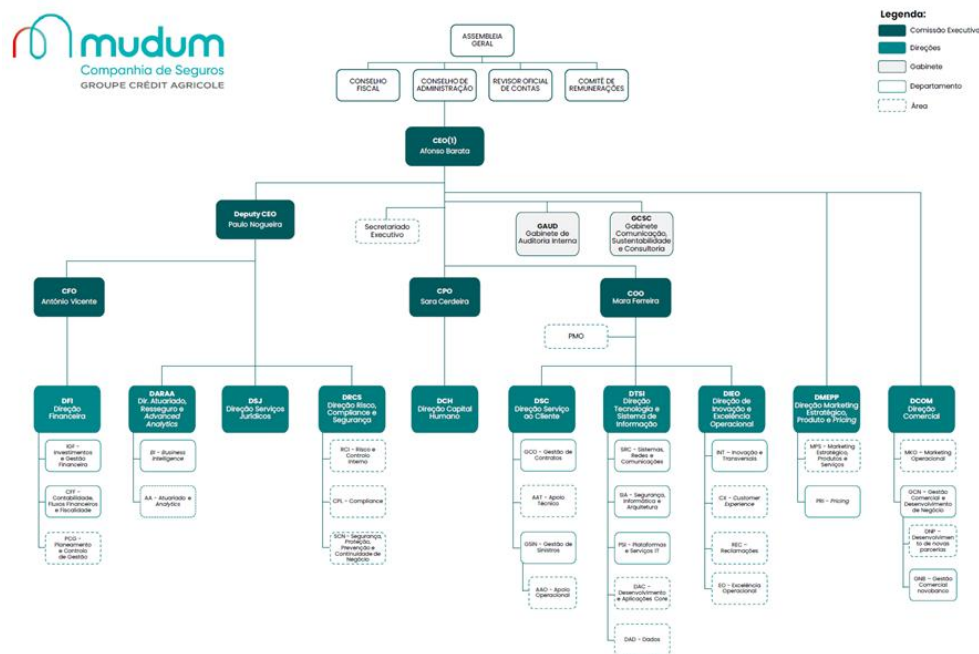 mudum
Companhia de Seguros
GROUPE CRÉDIT AGRICOLE
Legenda:
Comissão Executiva
Direções
Gabinete
Departamento
Área
ASSEMBLEIA
GERAL
CONSELHO
FISCAL
CONSELHO DE
ADMINISTRAÇÃO
REVISOR OFICIAL
DE CONTAS
COMITÉ DE
REMUNERAÇÕES
CEO(1)
Afonso Barata
Deputy CEO
Paulo Nogueira
Secretariado
Executivo
GAUD
Gabinete de
Auditoria Interna
GCSC
Gabinete
Comunicação,
Sustentabilidade
e Consultoria
CFO
António Vicente
CPO
Sara Cerdeira
COO
Mara Ferreira
PMO
DFI
Direção
Financeira
DARAA
Dir. Atuariado,
Resseguro e
Advanced
Analytics
DSJ
Direção Serviços
Jurídicos
DRCS
Direção Risco,
Compliance e
Segurança
DCH
Direção Capital
Humano
DSC
Direção Serviço
ao Cliente
DTSI
Direção
Tecnologia e
Sistema de
Informação
DIEO
Direção de
Inovação e
Excelência
Operacional
DMEPP
Direção Marketing
Estratégico,
Produto e Pricing
DCOM
Direção
Comercial
IGF –
Investimentos
e Gestão
Financeira
CFF –
Contabilidade,
Fluxos Financeiros
e Fiscalidade
PCG –
Planeamento
e Controlo
de Gestão
BI – Business
Intelligence
AA – Atuariado e
Analytics
RCI – Risco e
Controlo
Interno
CPL – Compliance
SCN – Segurança,
Proteção,
Prevenção e
Continuidade de
Negócio
GCO – Gestão de
Contratos
AAT – Apoio
Técnico
GSIN – Gestão de
Sinistros
AAO – Apoio
Operacional
SRC – Sistemas,
Redes e
Comunicações
SIA – Segurança,
Informática e
Arquitetura
PSI – Plataformas
e Serviços IT
DAC –
Desenvolvimento
e Aplicações Core
DAD – Dados
INT – Inovação e
Transversais
CX – Customer
Experience
REC –
Reclamações
EO – Excelência
Operacional
MPS – Marketing
Estratégico,
Produtos e
Serviços
PRI – Pricing
MKO – Marketing
Operacional
GCN – Gestão
Comercial e
Desenvolvimento
de Negócio
DNP –
Desenvolvimen
to de novas
parcerias
GNB – Gestão
Comercial
novobanco